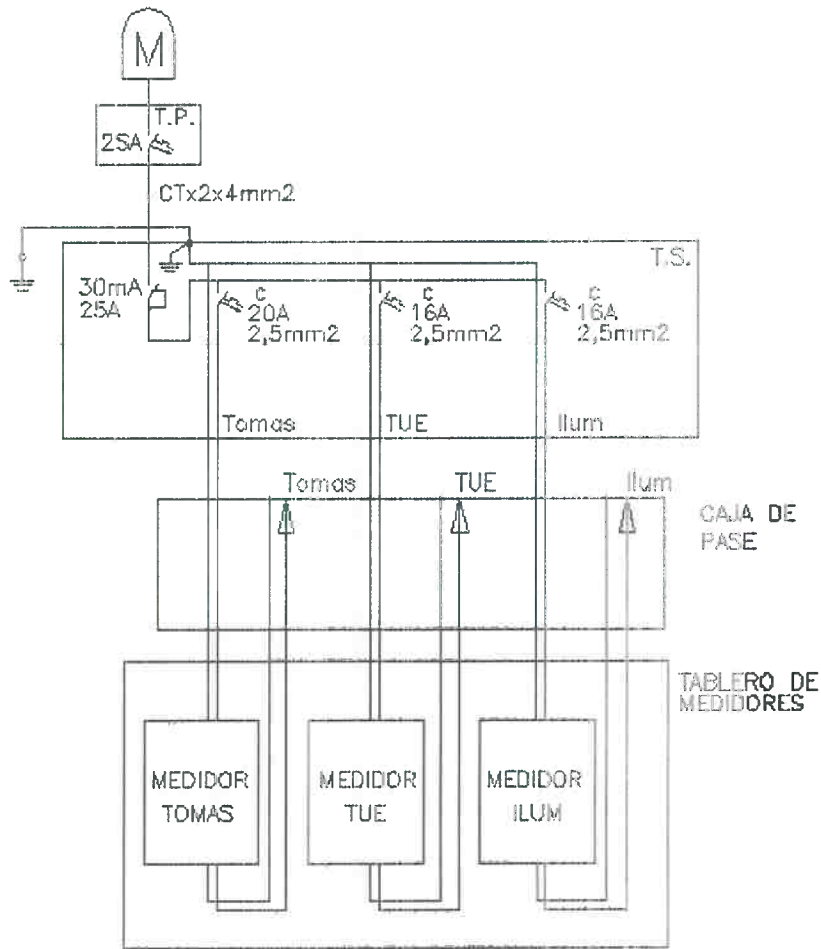 M
T.P.
25A
CTx2x4mm2
T.S.
30mA
25A
C
20A
2,5mm2
C
16A
2,5mm2
C
16A
2,5mm2
Tomas
TUE
Ilum
Tomas
TUE
Ilum
CAJA DE
PASE
TABLERO DE
MEDIDORES
MEDIDOR
TOMAS
MEDIDOR
TUE
MEDIDOR
ILUM